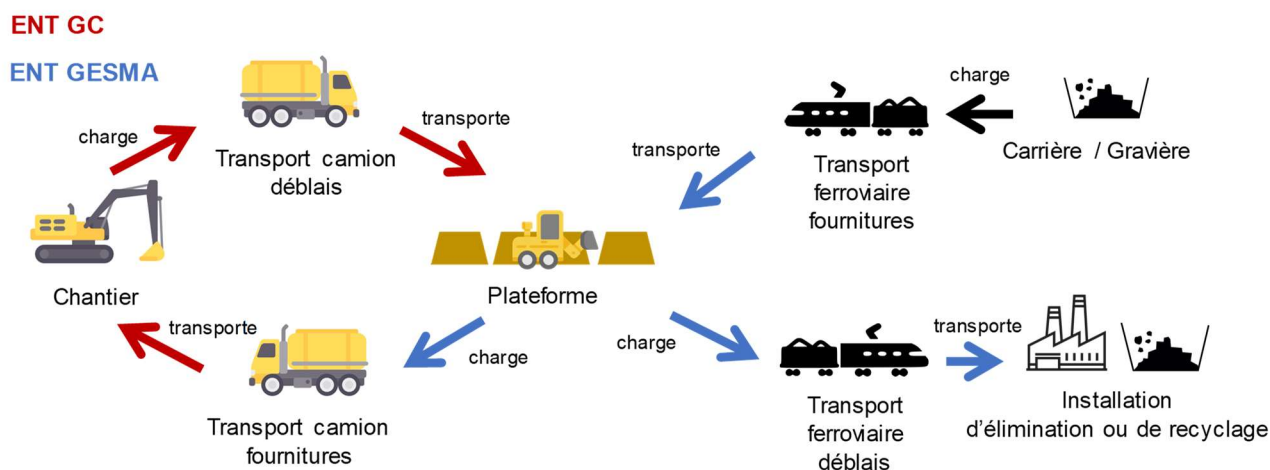 ENT GC
ENT GESMA
charge
Transport camion
déblais
transporte
transporte
Transport
ferroviaire
fournitures
charge
Carrière / Gravière
Chantier
Plateforme
transporte
Transport camion
fournitures
charge
charge
Transport
ferroviaire
déblais
transporte
Installation
d'élimination ou de recyclage